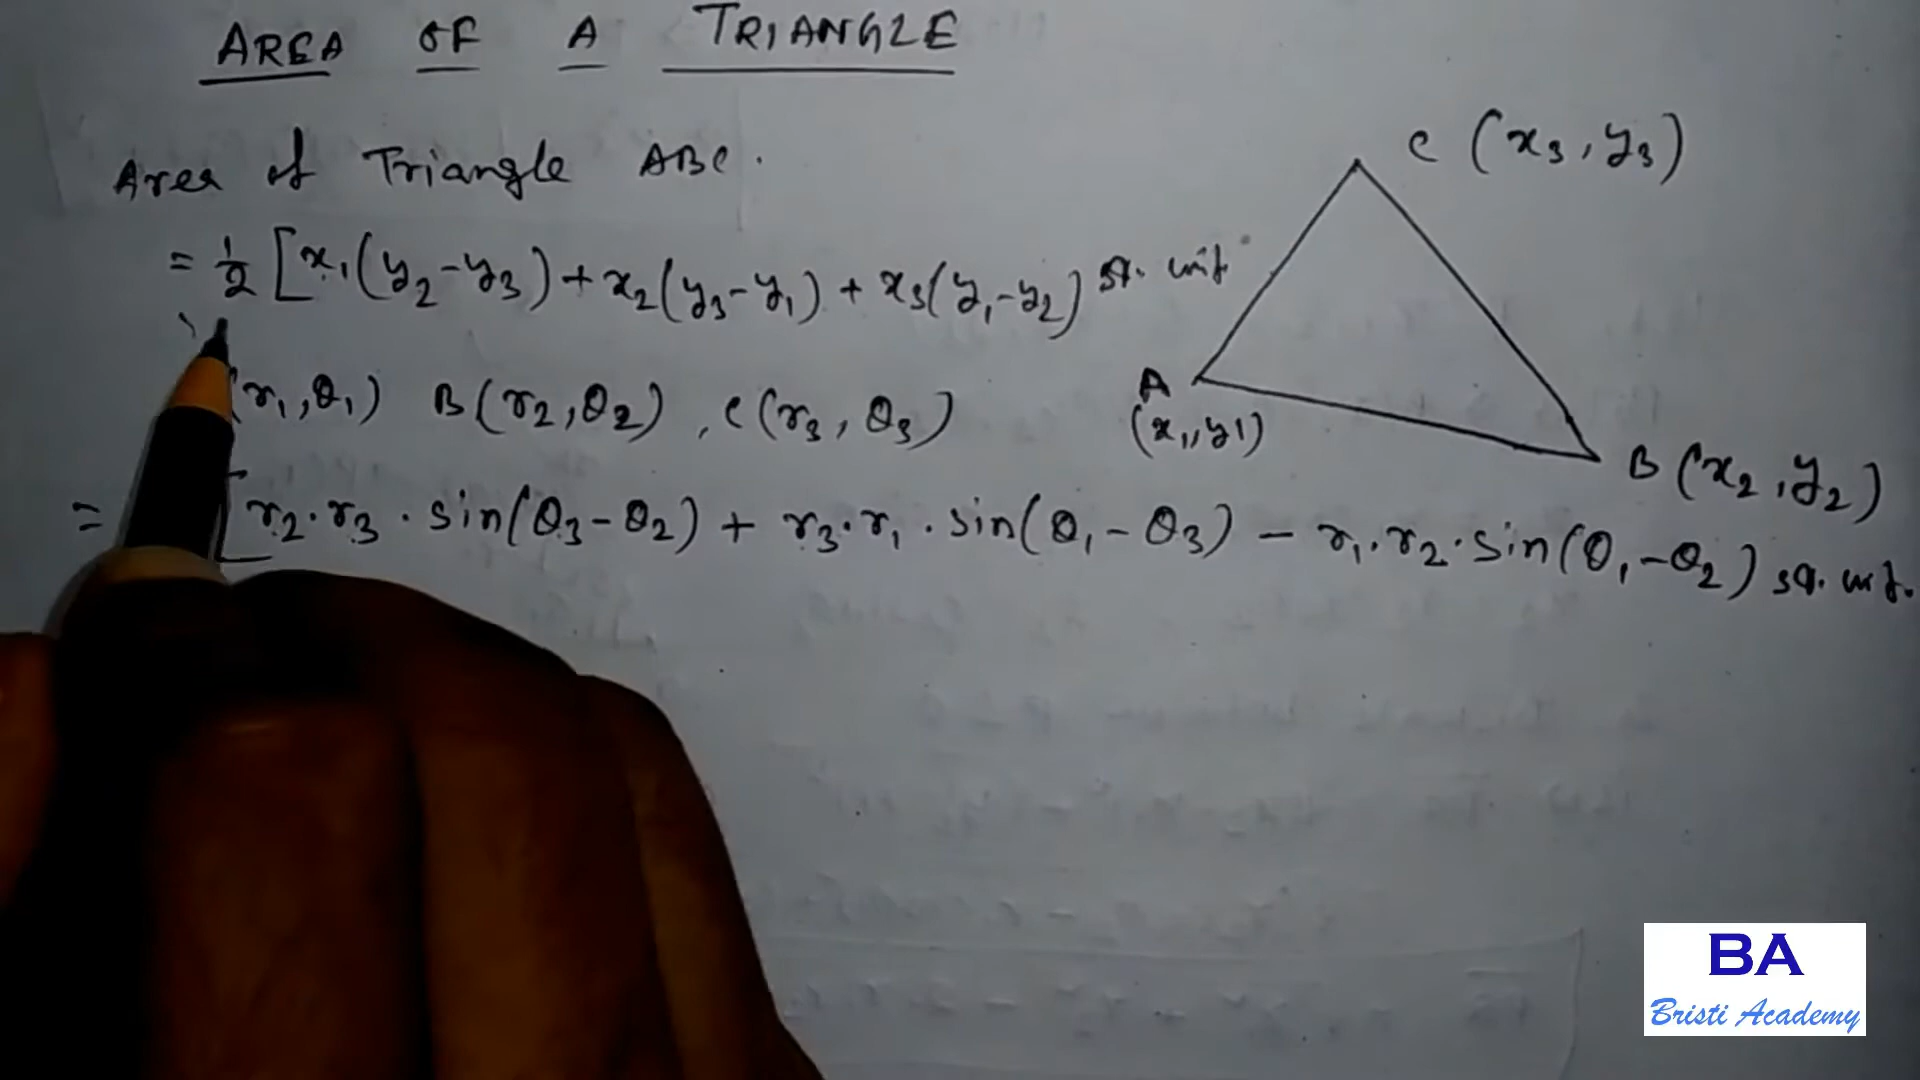 AREA OF A TRIANGLE
Area of Triangle ABC.
= 1/2 [x₁(y₂-y₃)+x₂(y₃-y₁)+x₃(y₁-y₂) sq. unit.
C (x₃, y₃)
A
(x₁,y1)
B (x₂, y₂)
(r₁,θ₁) B(r₂,θ₂), C(r₃, θ₃)
= [r₂.r₃.sin(θ₃-θ₂) + r₃.r₁.sin(θ₁-θ₃) - r₁.r₂.sin(θ₁-θ₂) sq. unit.
BA
Bristi Academy